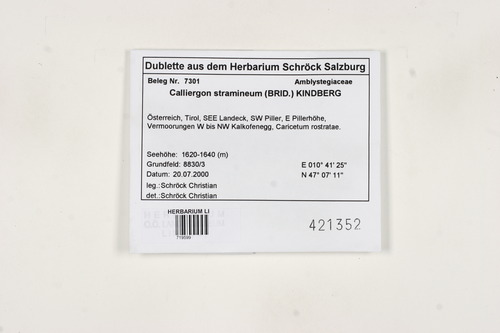 Dublette aus dem Herbarium Schröck Salzburg
Beleg Nr. 7301 Amblystegiaceae
Calliergon stramineum (BRID.) KINDBERG
Österreich, Tirol, SEE Landeck, SW Piller, E Pillerhöhe,
Vermoorungen W bis NW Kalkofenegg, Caricetum rostratae.
Seehöhe: 1620-1640 (m)
Grundfeld: 8830/3 E 010° 41' 25"
Datum: 20.07.2000 N 47° 07' 11"
leg.:Schröck Christian
det.:Schröck Christian
HERBARIUM LI
421352